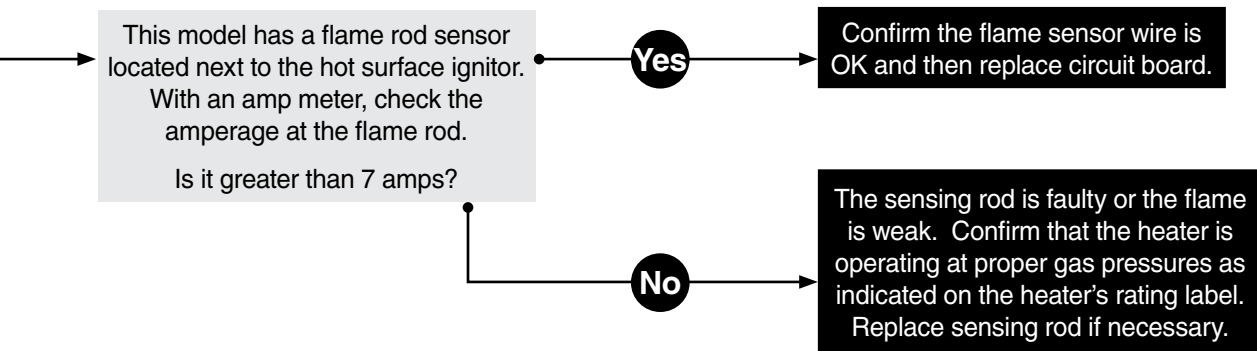 This model has a flame rod sensor
located next to the hot surface ignitor.
With an amp meter, check the
amperage at the flame rod.
Is it greater than 7 amps?
Yes
Confirm the flame sensor wire is
OK and then replace circuit board.
No
The sensing rod is faulty or the flame
is weak.  Confirm that the heater is
operating at proper gas pressures as
indicated on the heater's rating label.
Replace sensing rod if necessary.